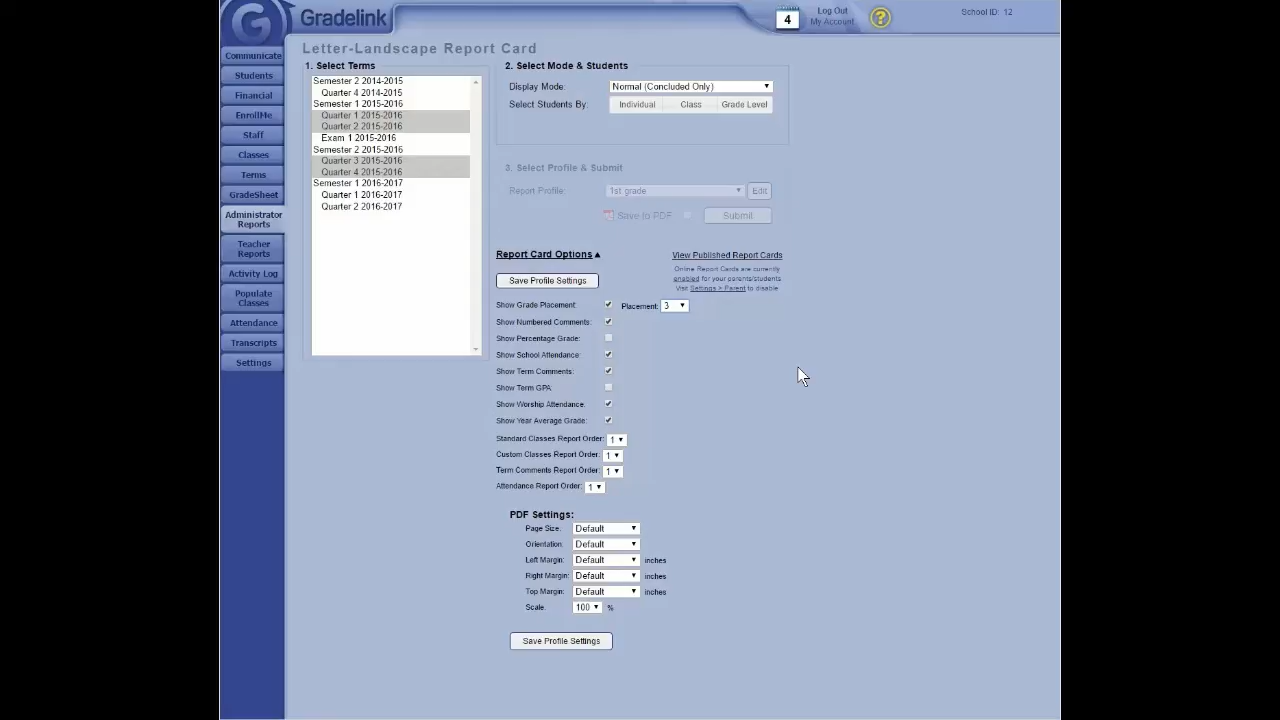 Gradelink
4
Log Out
My Account
?
School ID: 12
Communicate
Students
Financial
EnrollMe
Staff
Classes
Terms
GradeSheet
Administrator
Reports
Teacher
Reports
Activity Log
Populate
Classes
Attendance
Transcripts
Settings
Letter-Landscape Report Card
1. Select Terms
Semester 2 2014-2015
Quarter 4 2014-2015
Semester 1 2015-2016
Quarter 1 2015-2016
Quarter 2 2015-2016
Exam 1 2015-2016
Semester 2 2015-2016
Quarter 3 2015-2016
Quarter 4 2015-2016
Semester 1 2016-2017
Quarter 1 2016-2017
Quarter 2 2016-2017
2. Select Mode & Students
Display Mode: Normal (Concluded Only)
Select Students By: Individual Class Grade Level
3. Select Profile & Submit
Report Profile: 1st grade Edit
Save to PDF Submit
Report Card Options
View Published Report Cards
Save Profile Settings
Online Report Cards are currently
enabled for your parents/students
Visit Settings > Parent to disable
Show Grade Placement: Placement: 3
Show Numbered Comments:
Show Percentage Grade:
Show School Attendance:
Show Term Comments:
Show Term GPA:
Show Worship Attendance:
Show Year Average Grade:
Standard Classes Report Order: 1
Custom Classes Report Order: 1
Term Comments Report Order: 1
Attendance Report Order: 1
PDF Settings:
Page Size: Default
Orientation: Default
Left Margin: Default inches
Right Margin: Default inches
Top Margin: Default inches
Scale: 100 %
Save Profile Settings